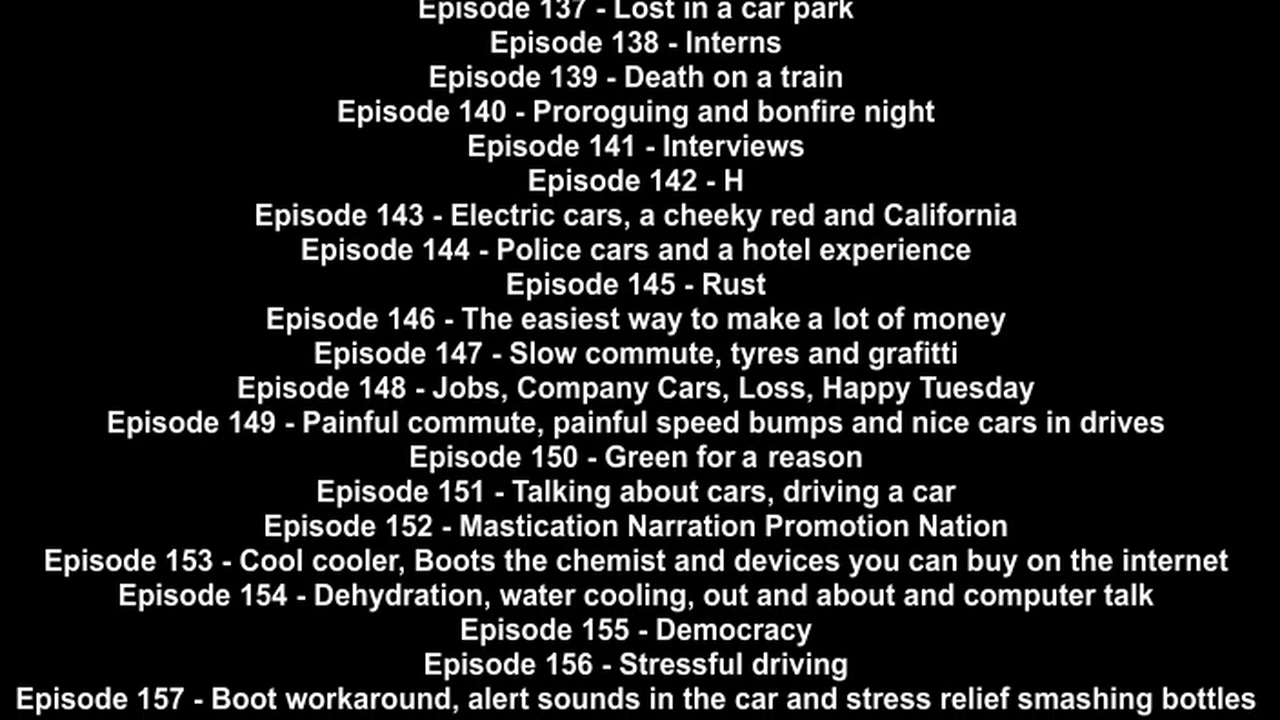 Episode 137 - Lost in a car park
Episode 138 - Interns
Episode 139 - Death on a train
Episode 140 - Proroguing and bonfire night
Episode 141 - Interviews
Episode 142 - H
Episode 143 - Electric cars, a cheeky red and California
Episode 144 - Police cars and a hotel experience
Episode 145 - Rust
Episode 146 - The easiest way to make a lot of money
Episode 147 - Slow commute, tyres and grafitti
Episode 148 - Jobs, Company Cars, Loss, Happy Tuesday
Episode 149 - Painful commute, painful speed bumps and nice cars in drives
Episode 150 - Green for a reason
Episode 151 - Talking about cars, driving a car
Episode 152 - Mastication Narration Promotion Nation
Episode 153 - Cool cooler, Boots the chemist and devices you can buy on the internet
Episode 154 - Dehydration, water cooling, out and about and computer talk
Episode 155 - Democracy
Episode 156 - Stressful driving
Episode 157 - Boot workaround, alert sounds in the car and stress relief smashing bottles